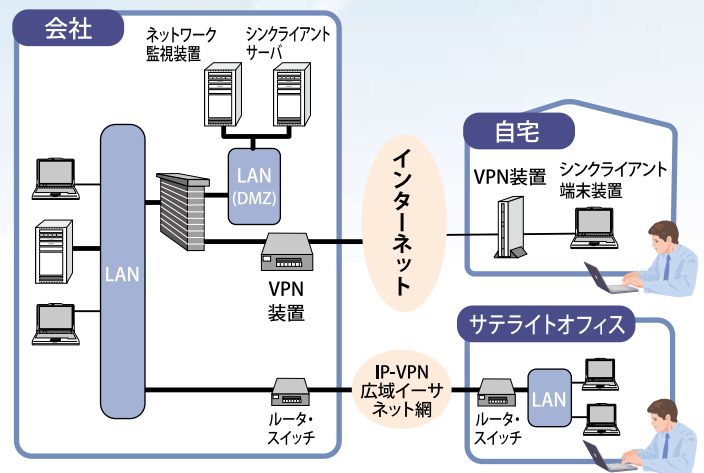 会社
ネットワーク
監視装置
シンクライアント
サーバ
LAN
(DMZ)
LAN
VPN
装置
ルータ・
スイッチ
インターネット
IP-VPN
広域イーサ
ネット網
自宅
VPN装置
シンクライアント
端末装置
サテライトオフィス
ルータ・
スイッチ
LAN